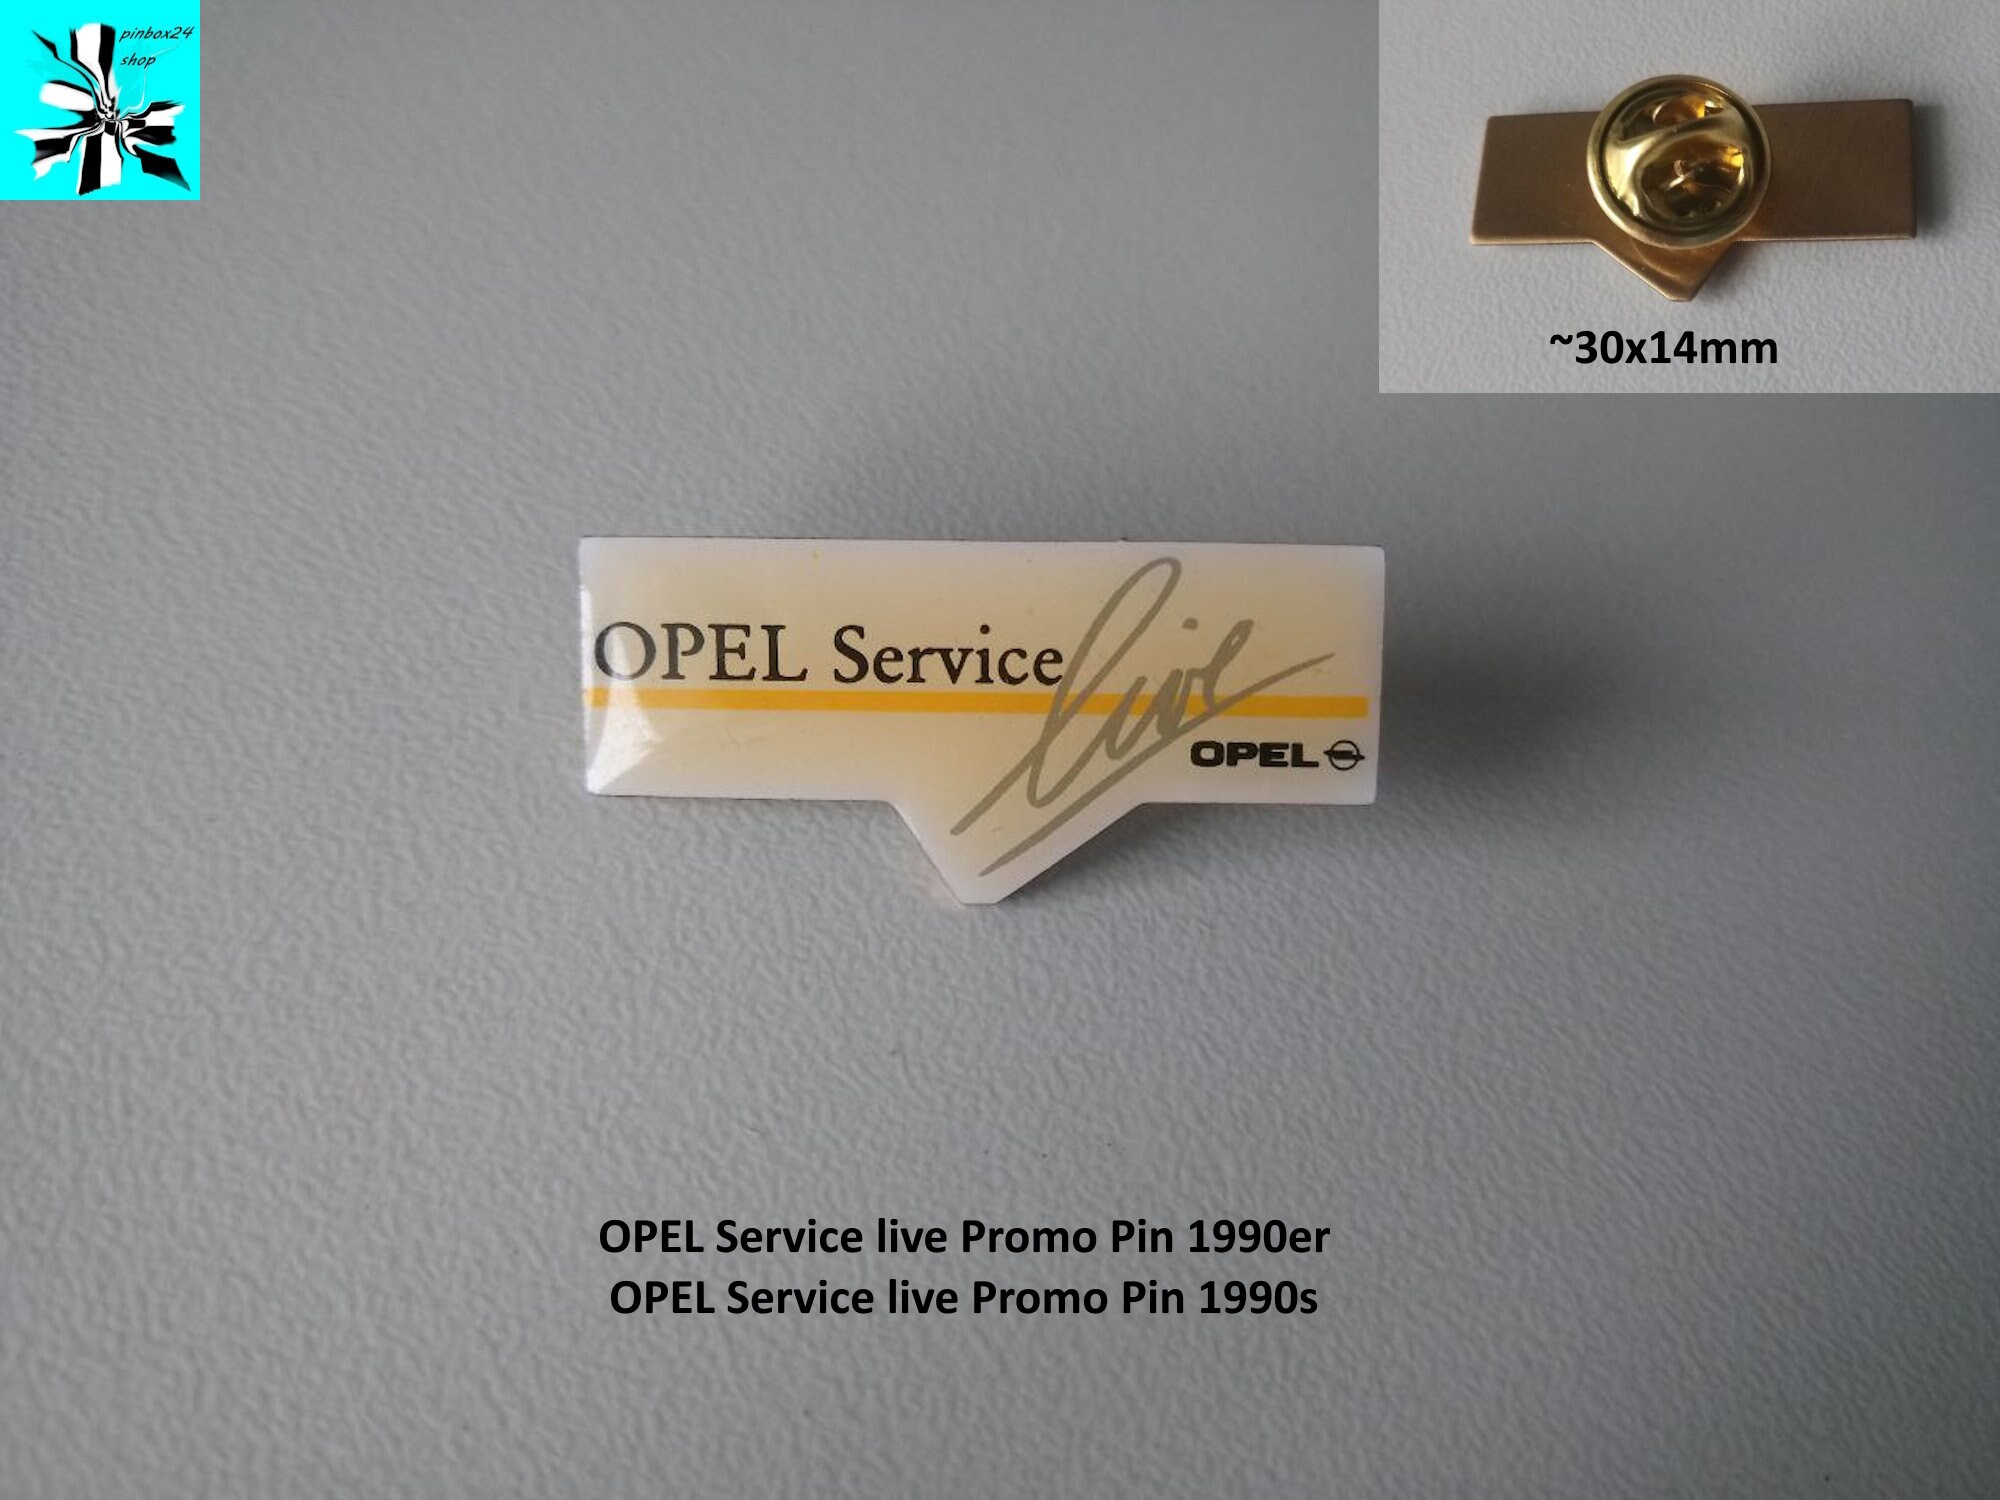 pinbox24
shop
~30x14mm
OPEL Service
live
OPEL
OPEL Service live Promo Pin 1990er
OPEL Service live Promo Pin 1990s